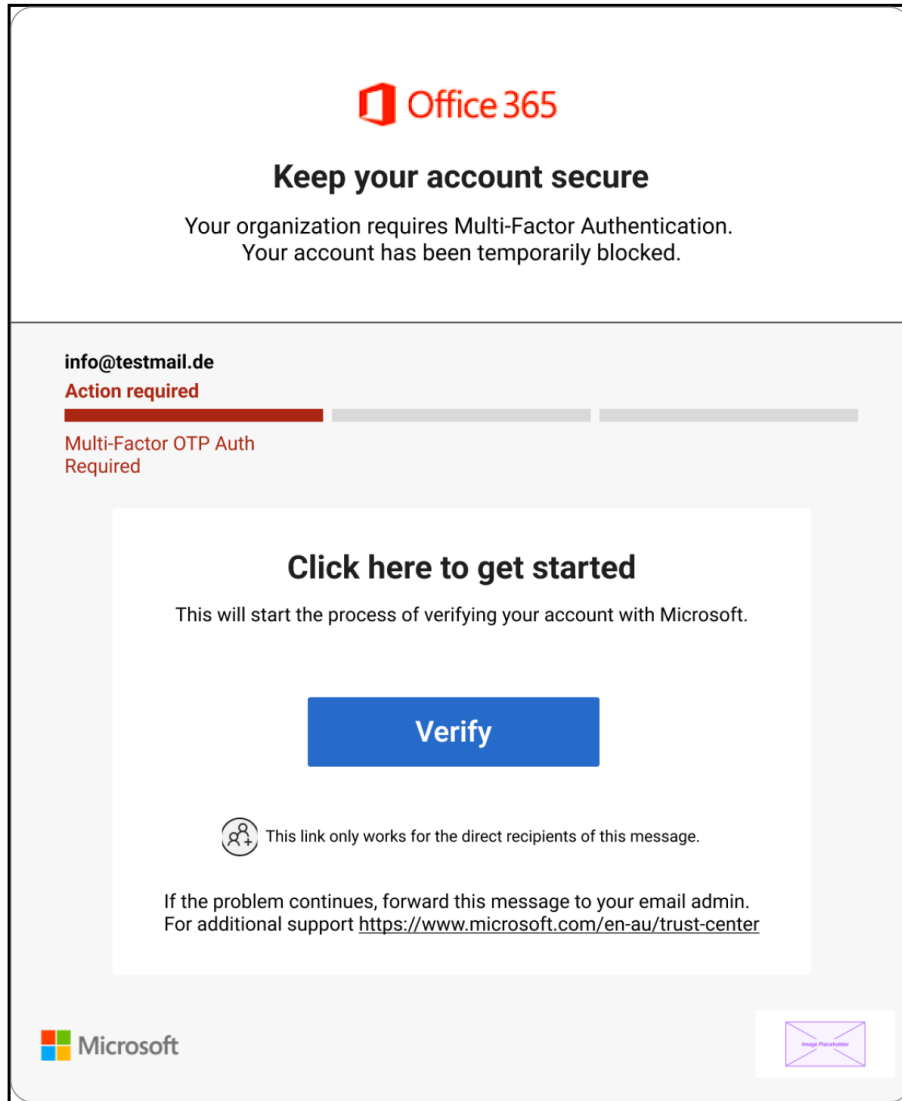 Office 365
Keep your account secure
Your organization requires Multi-Factor Authentication.
Your account has been temporarily blocked.
info@testmail.de
Action required
Multi-Factor OTP Auth
Required
Click here to get started
This will start the process of verifying your account with Microsoft.
Verify
This link only works for the direct recipients of this message.
If the problem continues, forward this message to your email admin.
For additional support https://www.microsoft.com/en-au/trust-center
Microsoft
Image Placeholder